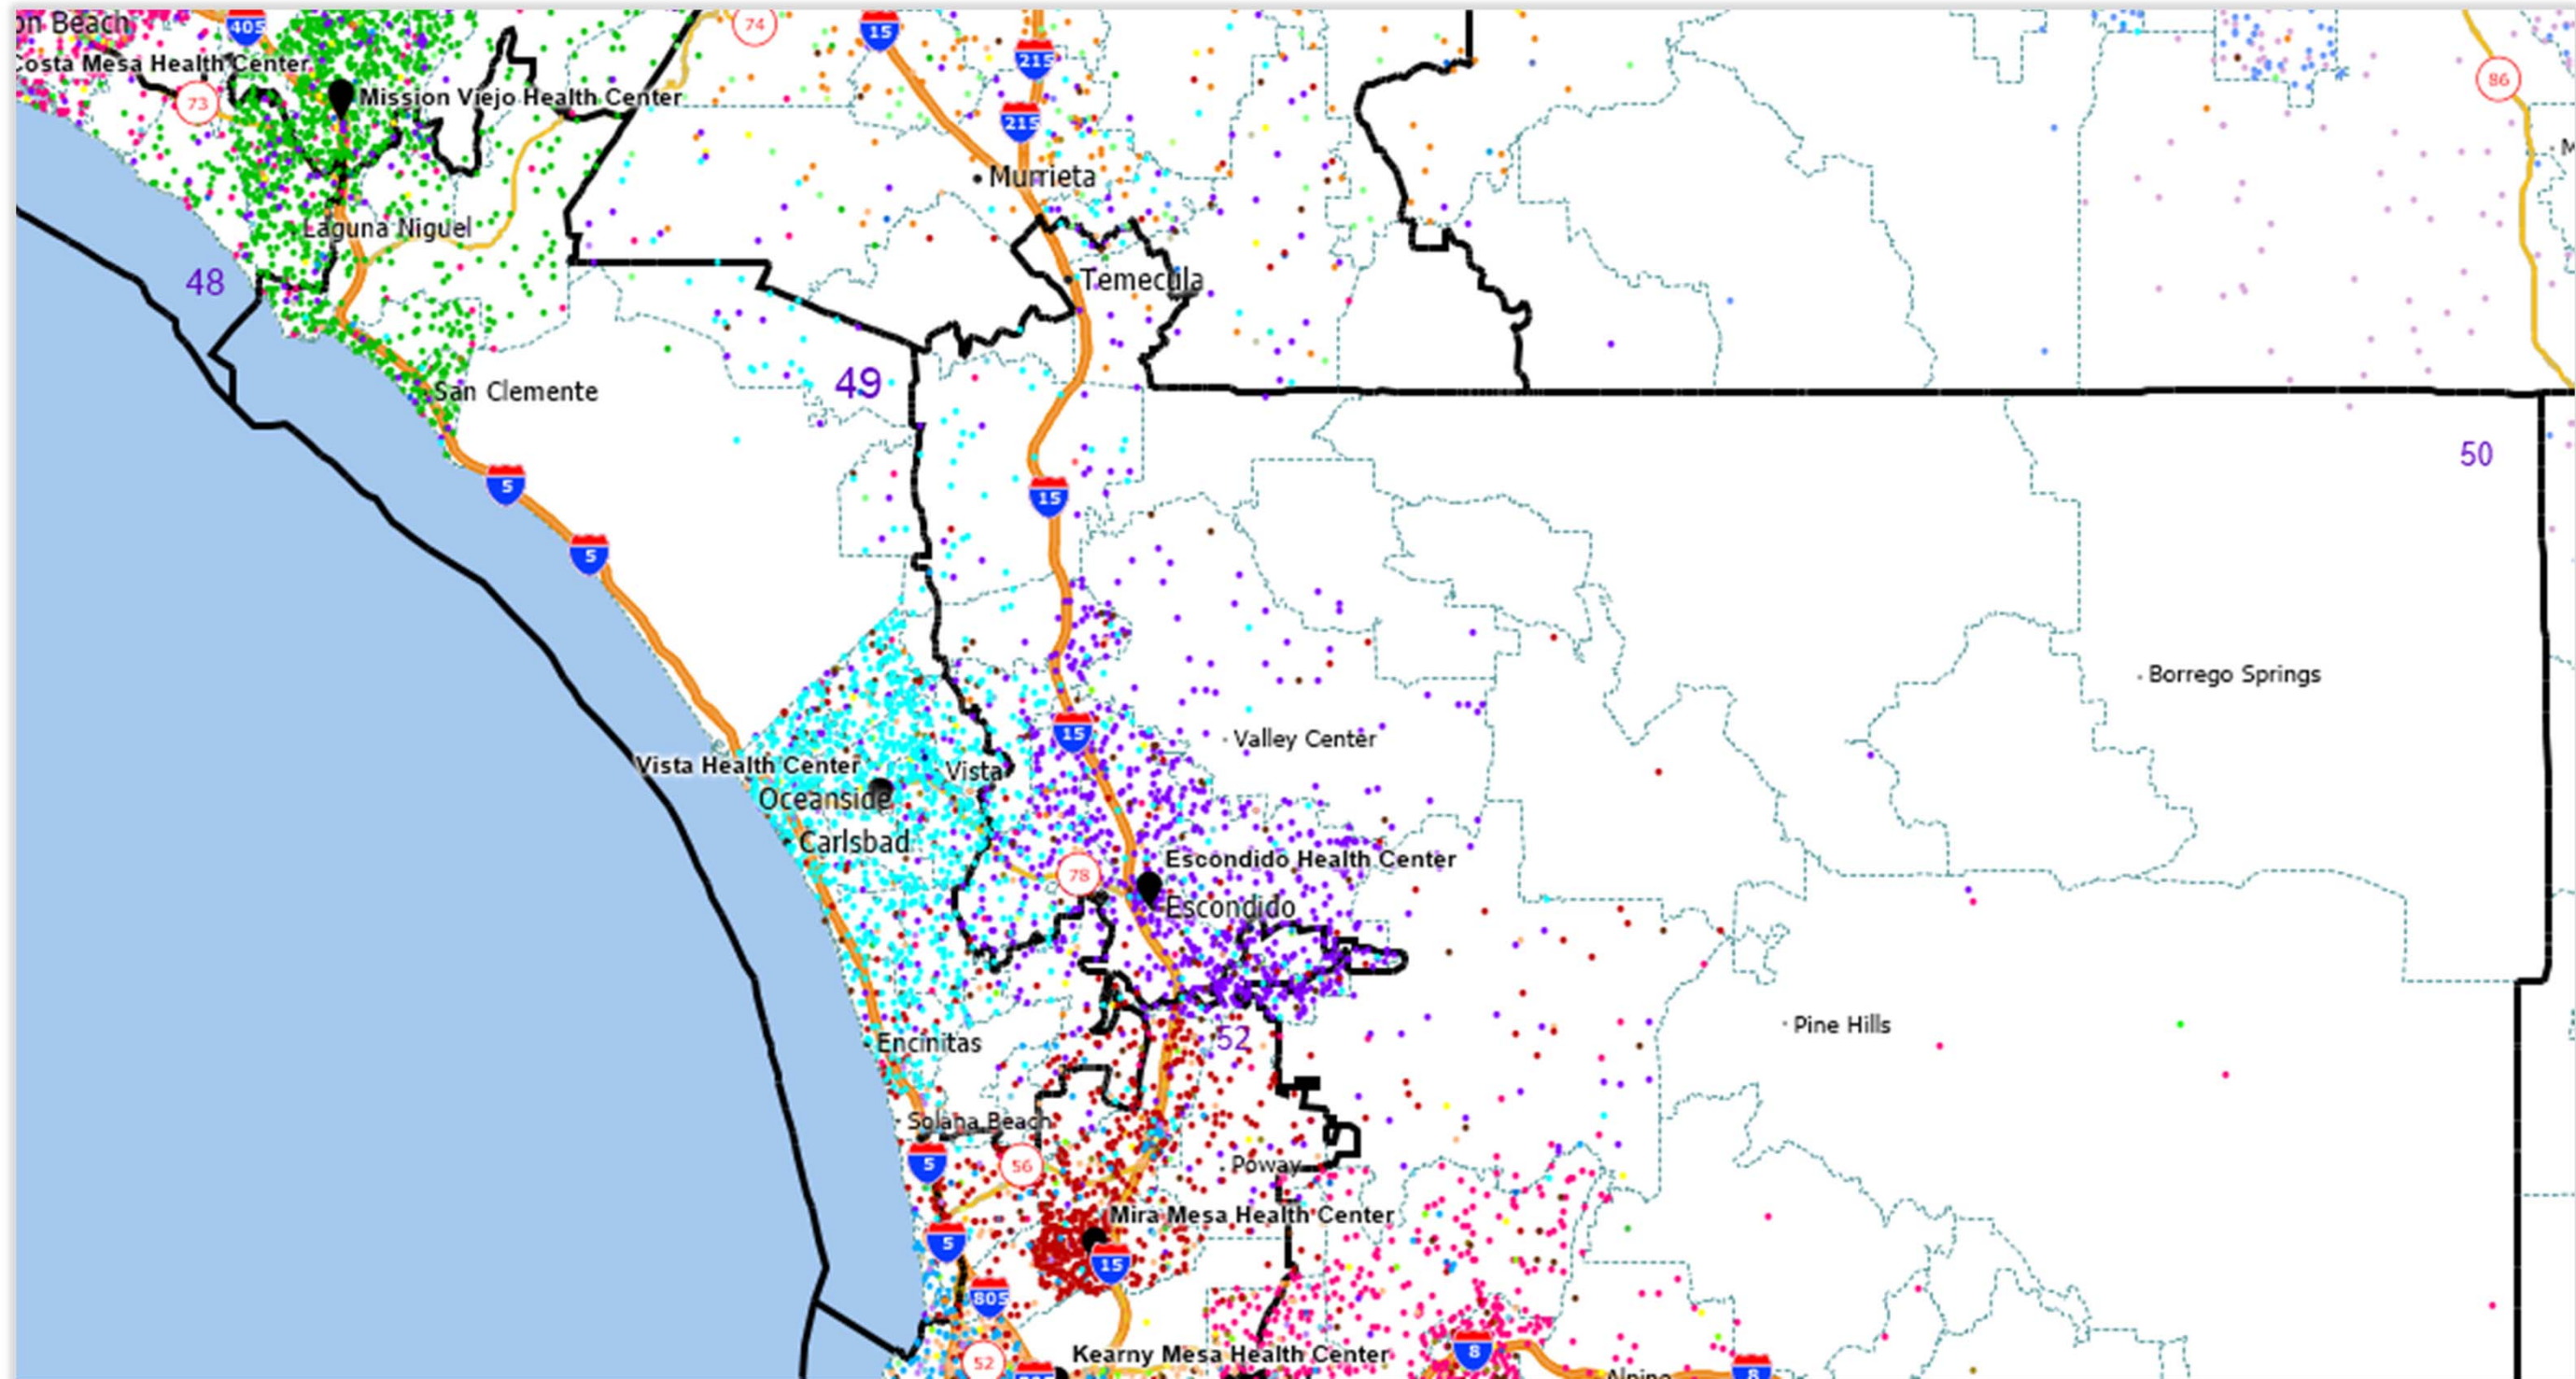 on Beach
405
74
15
215
86
Costa Mesa Health Center
73
Mission Viejo Health Center
215
Murrieta
M
Laguna Niguel
48
Temecula
49
San Clemente
50
5
15
5
Borrego Springs
15
Valley Center
Vista Health Center
Vista
Oceanside
Carlsbad
Escondido Health Center
78
Escondido
Pine Hills
52
Encinitas
Solana Beach
5
56
Poway
Mira Mesa Health Center
5
15
805
Kearny Mesa Health Center
52
8
8
Alpine